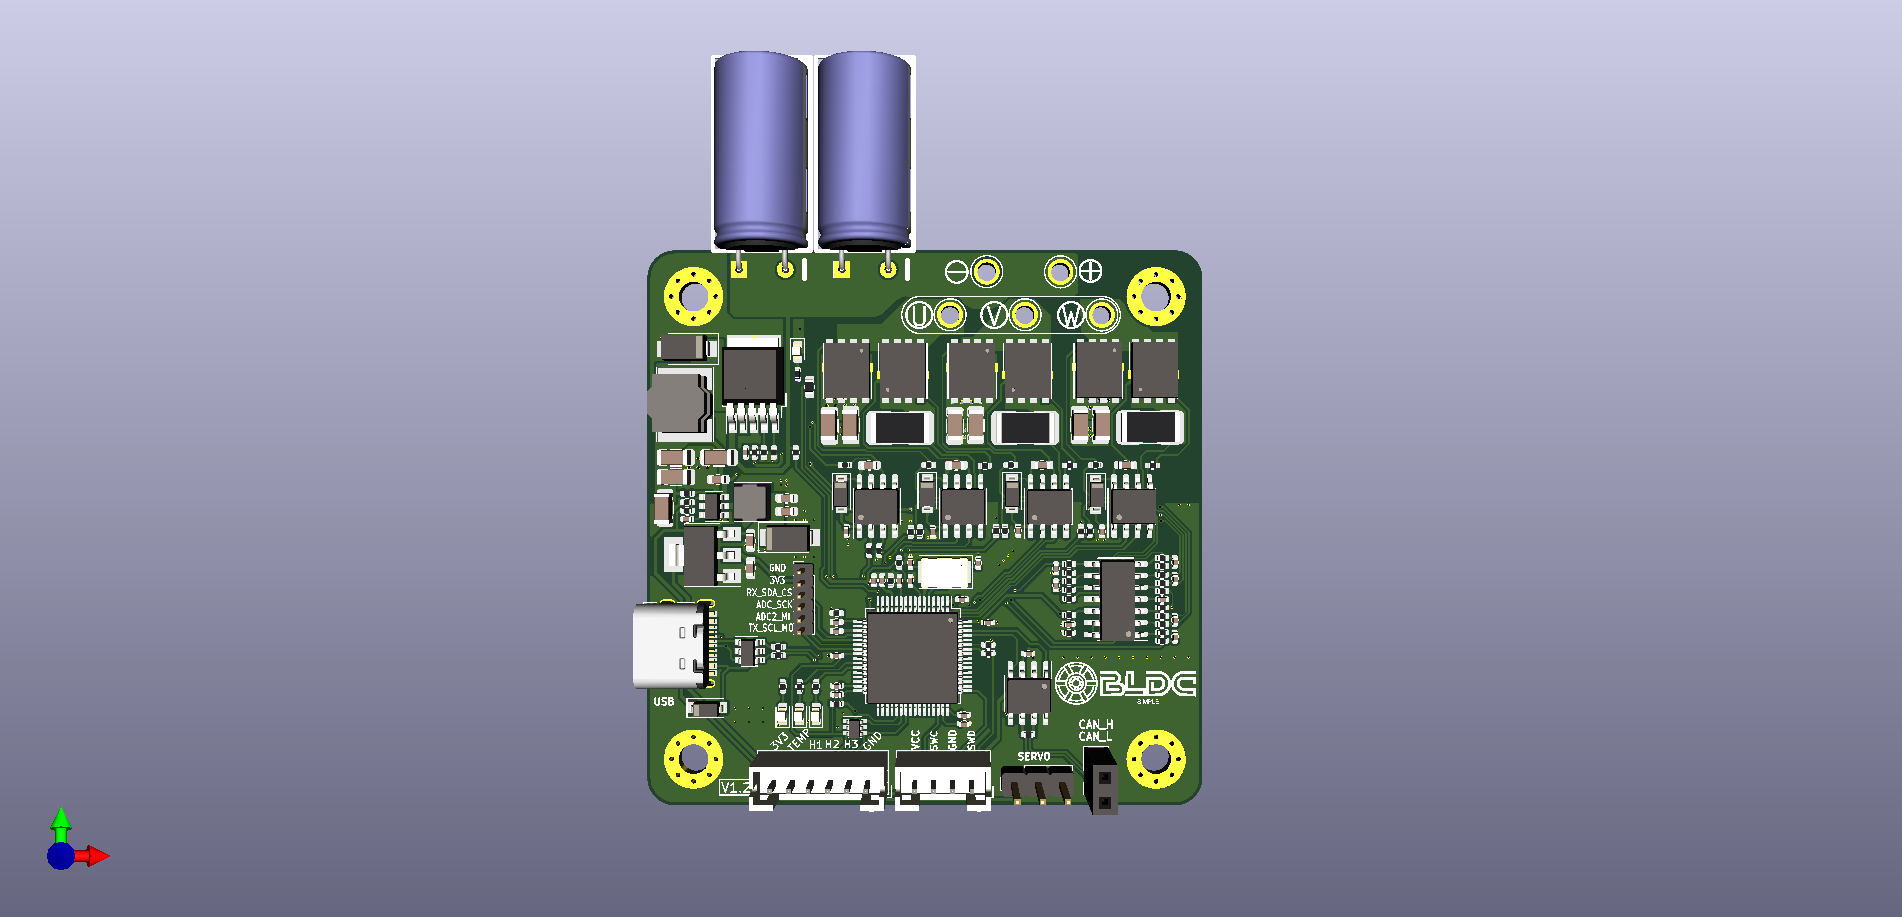 U V W
GND
3V3
RX_SDA_CS
ADC_SCK
ADC2_MI
TX_SCL_MO
BLDC
SIMPLE
USB
CAN_H
CAN_L
3V3 TEMP H1 H2 H3 GND
VCC SWC GND SWD
SERVO
V1.2